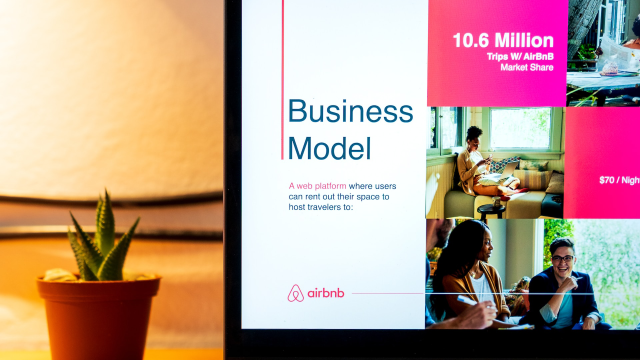 10.6 Million
Trips W/ AirBnB
Market Share
Business
Model
A web platform where users
can rent out their space to
host travelers to:
$70 / Nigh
airbnb